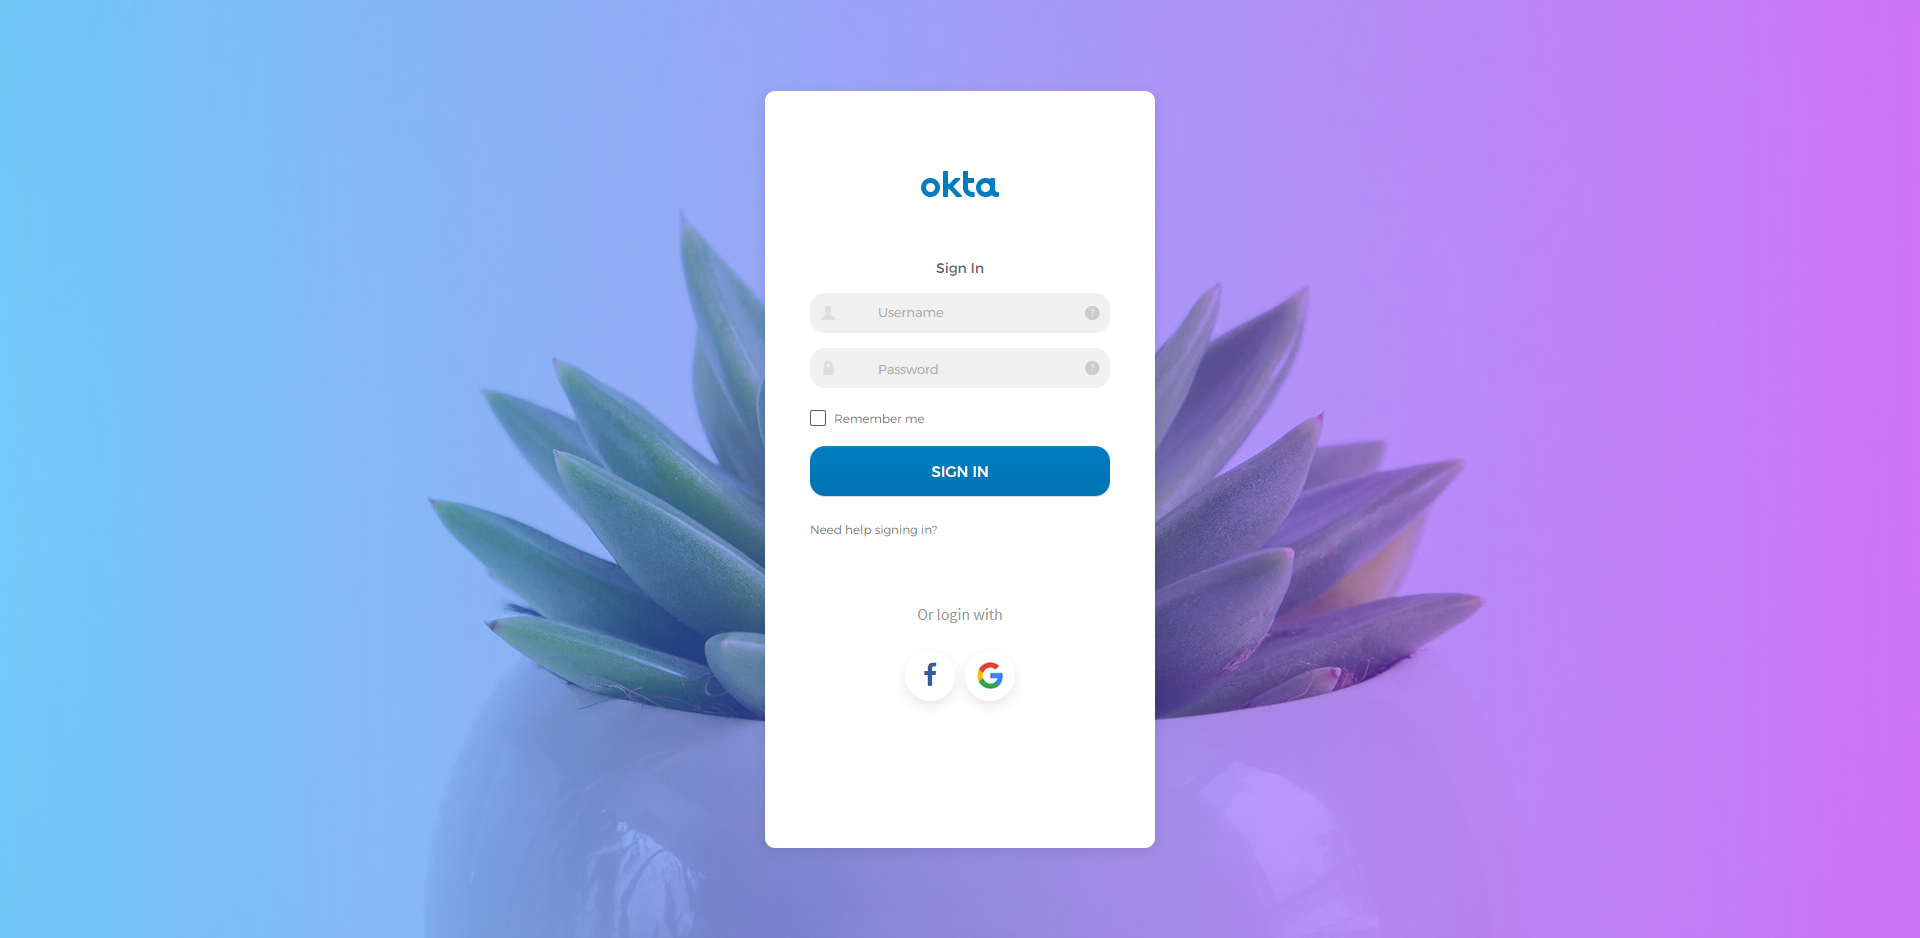 okta
Sign In
Username
?
Password
?
Remember me
SIGN IN
Need help signing in?
Or login with
f
G